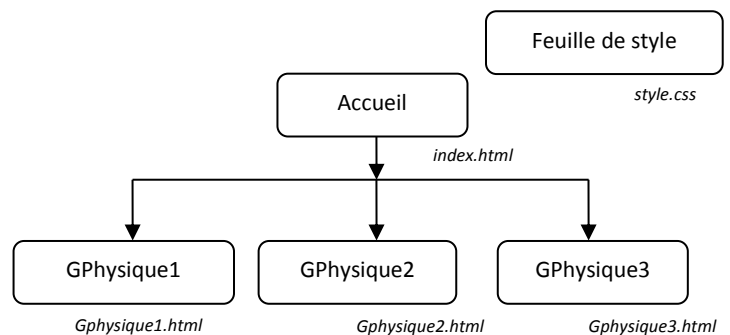 Feuille de style
style.css
Accueil
index.html
GPhysique1
GPhysique2
GPhysique3
Gphysique1.html
Gphysique2.html
Gphysique3.html